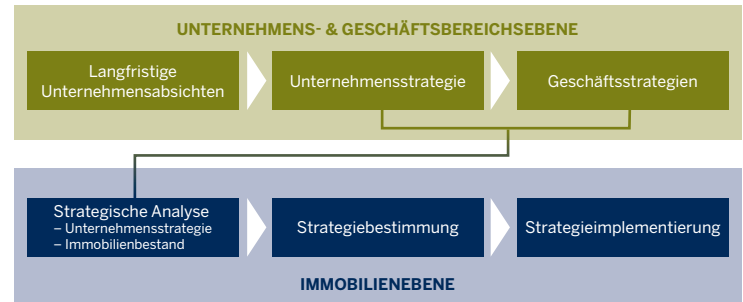 UNTERNEHMENS- & GESCHÄFTSBEREICHSEBENE
Langfristige
Unternehmensabsichten
Unternehmensstrategie
Geschäftsstrategien
Strategische Analyse
– Unternehmensstrategie
– Immobilienbestand
Strategiebestimmung
Strategieimplementierung
IMMOBILIENEBENE